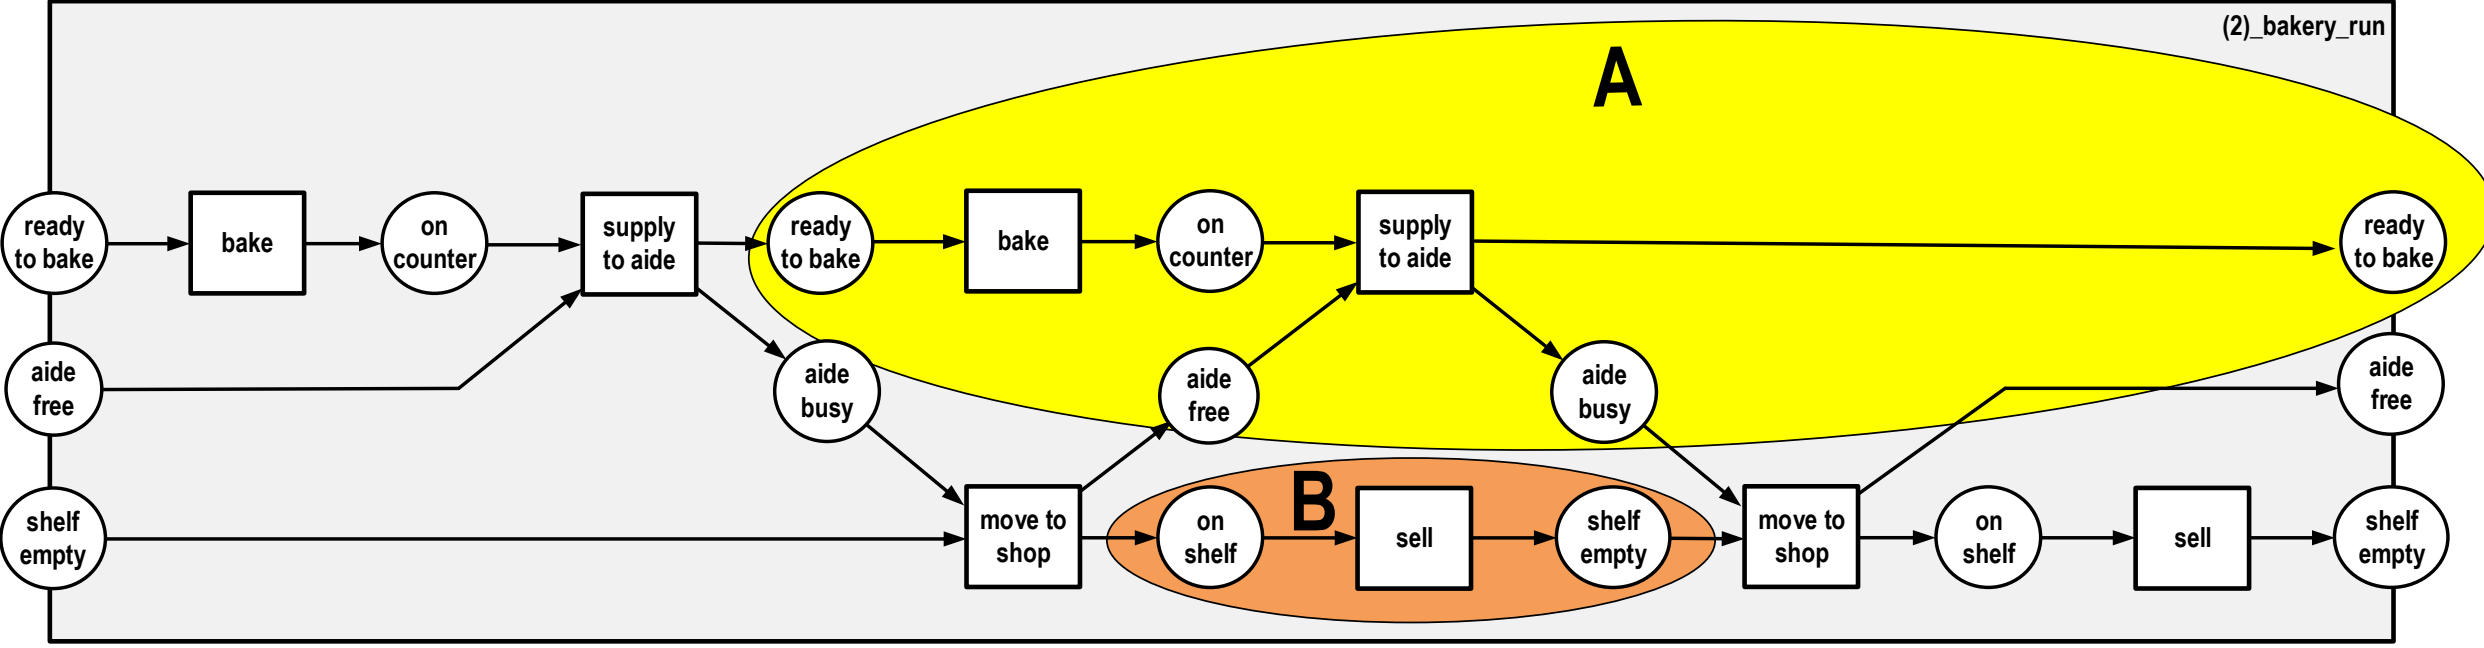 (2)_bakery_run
A
ready
to bake
bake
on
counter
supply
to aide
ready
to bake
bake
on
counter
supply
to aide
ready
to bake
aide
free
aide
busy
aide
free
aide
busy
aide
free
shelf
empty
move to
shop
on
shelf
B
sell
shelf
empty
move to
shop
on
shelf
sell
shelf
empty